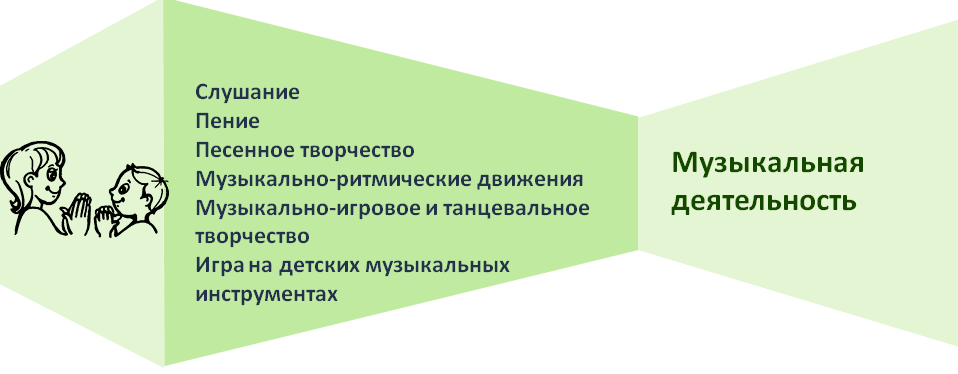 Слушание
Пение
Песенное творчество
Музыкально-ритмические движения
Музыкально-игровое и танцевальное
творчество
Игра на детских музыкальных
инструментах
Музыкальная
деятельность